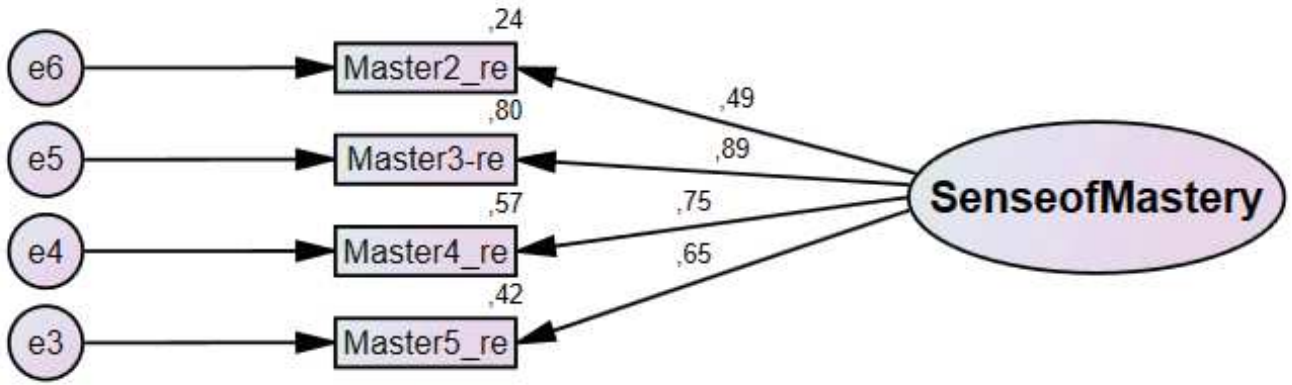 ,24
e6 Master2_re
,49
,80
e5 Master3-re
,89
SenseofMastery
,57
e4 Master4_re
,75
,42
e3 Master5_re
,65